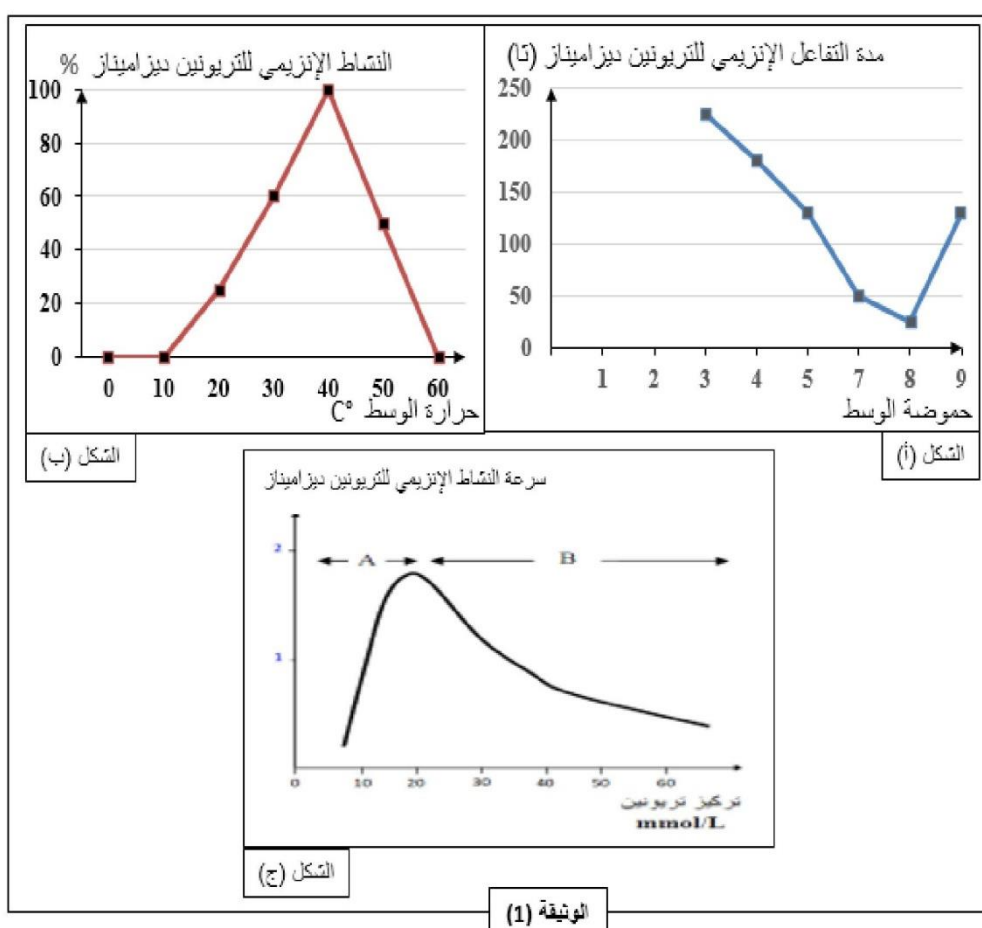 مدة التفاعل الإنزيمي للتريونين ديزاميناز (ثا)
250
200
150
100
50
0
1 2 3 4 5 7 8 9
حموضة الوسط
الشكل (أ)
النشاط الإنزيمي للتريونين ديزاميناز %
100
80
60
40
20
0
0 10 20 30 40 50 60
حرارة الوسط C°
الشكل (ب)
سرعة النشاط الإنزيمي للتريونين ديزاميناز
2
A B
1
0 10 20 30 40 50 60
تركيز تريونين
mmol/L
الشكل (ج)
الوثيقة (1)